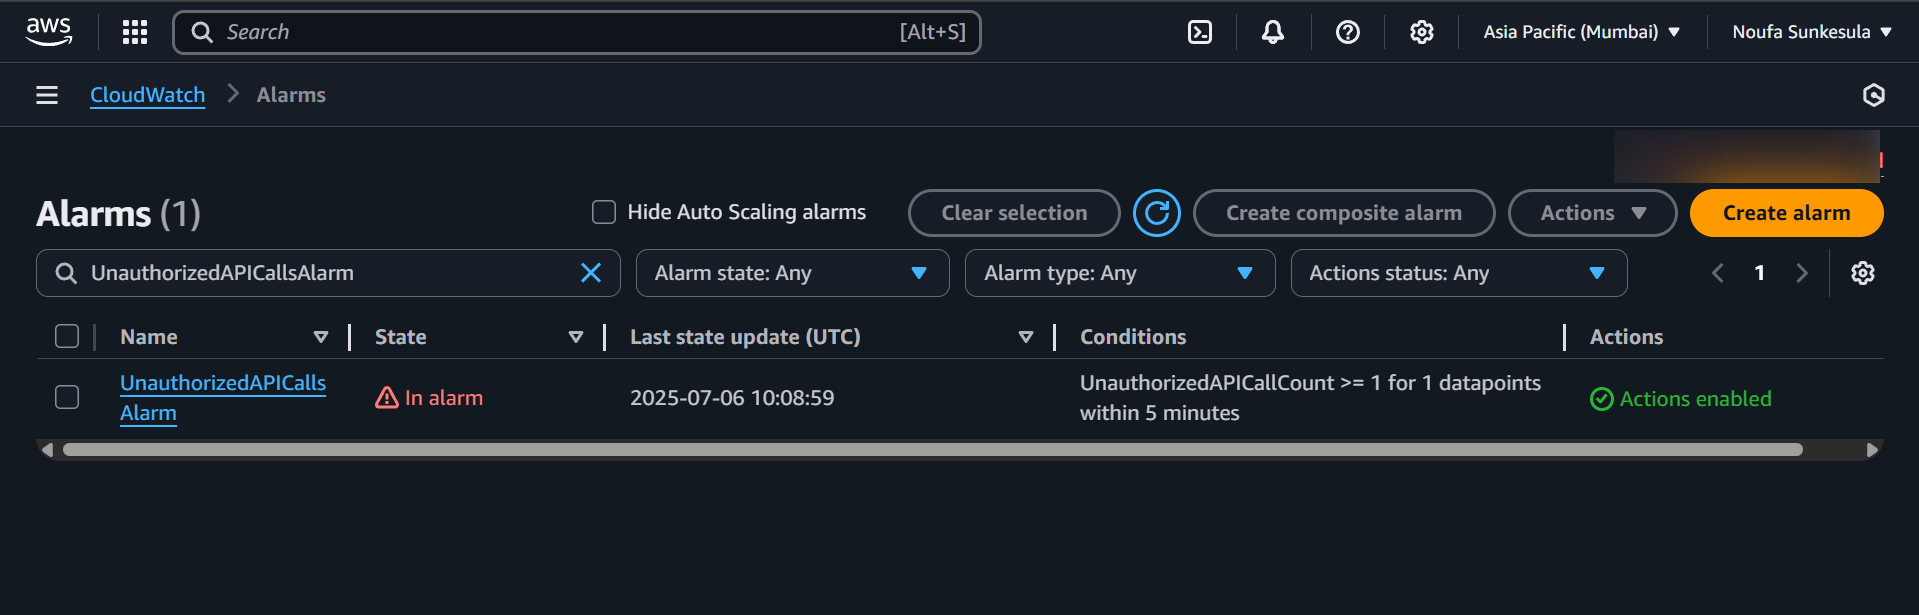 aws
Search
[Alt+S]
Asia Pacific (Mumbai)
Noufa Sunkesula
CloudWatch
Alarms
Alarms (1)
Hide Auto Scaling alarms
Clear selection
Create composite alarm
Actions
Create alarm
UnauthorizedAPICallsAlarm
Alarm state: Any
Alarm type: Any
Actions status: Any
1
Name
State
Last state update (UTC)
Conditions
Actions
UnauthorizedAPICalls
Alarm
In alarm
2025-07-06 10:08:59
UnauthorizedAPICallCount >= 1 for 1 datapoints
within 5 minutes
Actions enabled